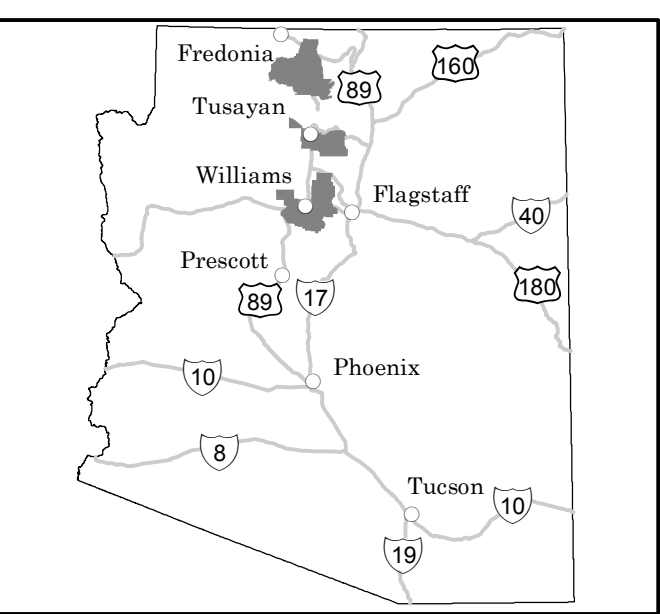 Fredonia
160
89
Tusayan
Williams
Flagstaff
40
Prescott
180
89
17
Phoenix
10
8
Tucson
10
19